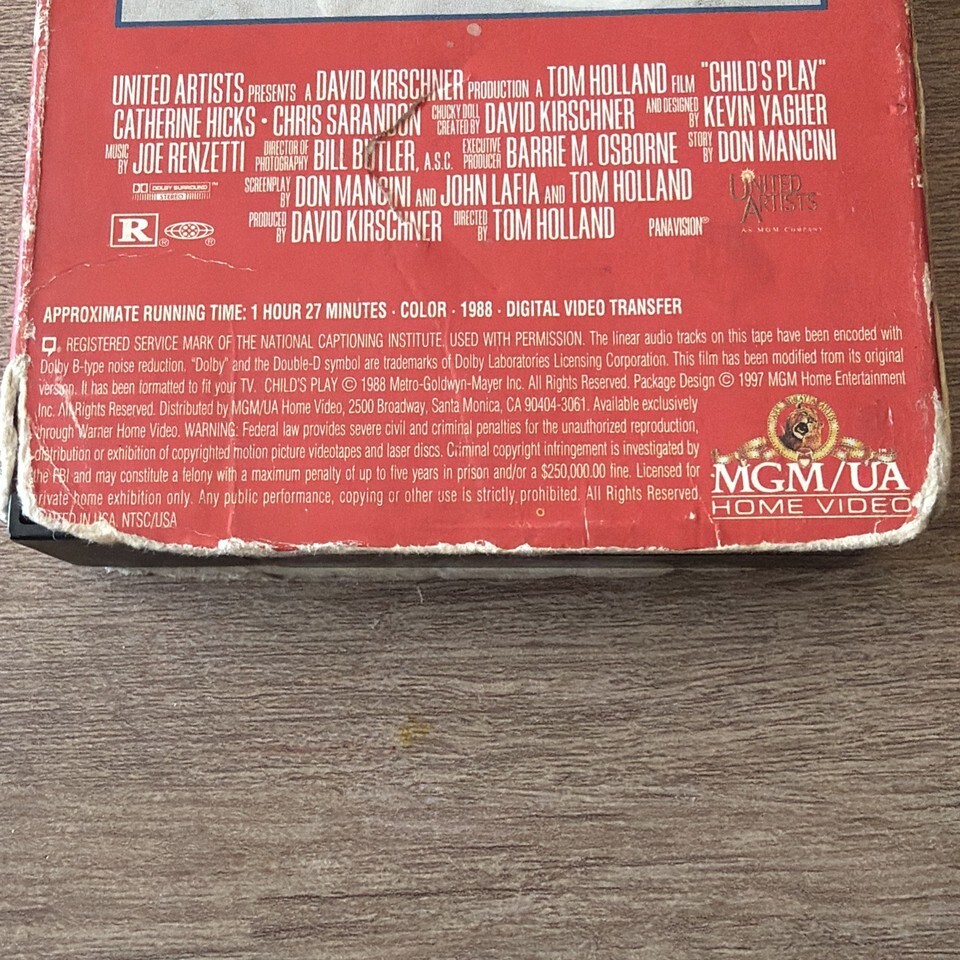 UNITED ARTISTS PRESENTS A DAVID KIRSCHNER PRODUCTION A TOM HOLLAND FILM "CHILD'S PLAY"
CATHERINE HICKS • CHRIS SARANDON CHUCKY DOLL CREATED BY DAVID KIRSCHNER AND DESIGNED BY KEVIN YAGHER
MUSIC BY JOE RENZETTI DIRECTOR OF PHOTOGRAPHY BILL BUTLER, A.S.C. EXECUTIVE PRODUCER BARRIE M. OSBORNE STORY BY DON MANCINI
SCREENPLAY BY DON MANCINI AND JOHN LAFIA AND TOM HOLLAND
PRODUCED BY DAVID KIRSCHNER DIRECTED BY TOM HOLLAND
DOLBY SURROUND™
STEREO
R ® ®
PANAVISION®
UNITED
ARTISTS
An MGM Company
APPROXIMATE RUNNING TIME: 1 HOUR 27 MINUTES · COLOR · 1988 · DIGITAL VIDEO TRANSFER
REGISTERED SERVICE MARK OF THE NATIONAL CAPTIONING INSTITUTE. USED WITH PERMISSION. The linear audio tracks on this tape have been encoded with
Dolby B-type noise reduction. "Dolby" and the Double-D symbol are trademarks of Dolby Laboratories Licensing Corporation. This film has been modified from its original
version. It has been formatted to fit your TV. CHILD'S PLAY © 1988 Metro-Goldwyn-Mayer Inc. All Rights Reserved. Package Design © 1997 MGM Home Entertainment
Inc. All Rights Reserved. Distributed by MGM/UA Home Video, 2500 Broadway, Santa Monica, CA 90404-3061. Available exclusively
through Warner Home Video. WARNING: Federal law provides severe civil and criminal penalties for the unauthorized reproduction,
distribution or exhibition of copyrighted motion picture videotapes and laser discs. Criminal copyright infringement is investigated by
the FBI and may constitute a felony with a maximum penalty of up to five years in prison and/or a $250,000.00 fine. Licensed for
private home exhibition only. Any public performance, copying or other use is strictly prohibited. All Rights Reserved.
IN USA. NTSC/USA
MGM/UA
HOME VIDEO